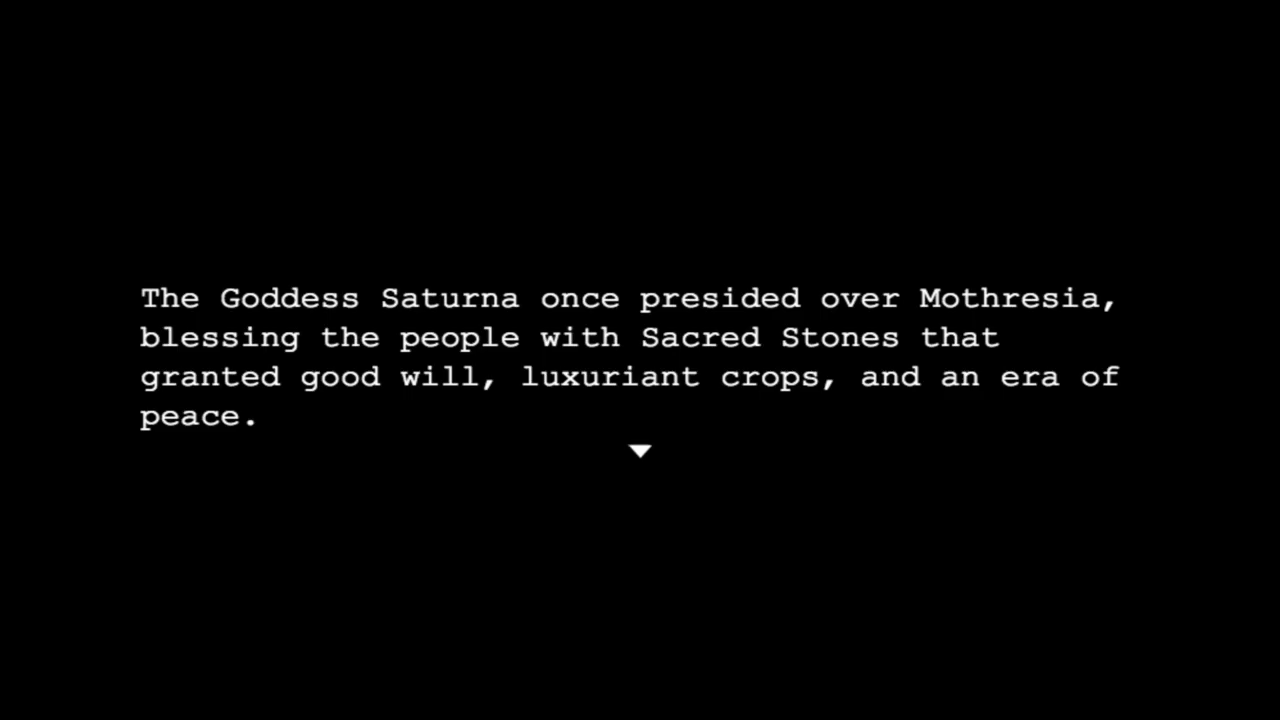 The Goddess Saturna once presided over Mothresia,
blessing the people with Sacred Stones that
granted good will, luxuriant crops, and an era of
peace.